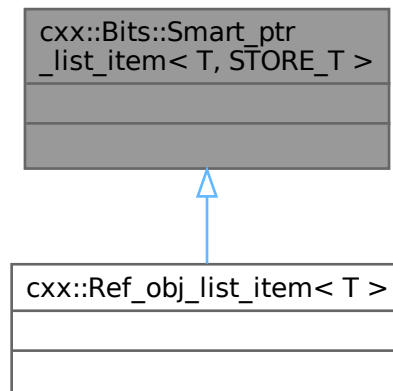 cxx::Bits::Smart_ptr
_list_item< T, STORE_T >
cxx::Ref_obj_list_item< T >